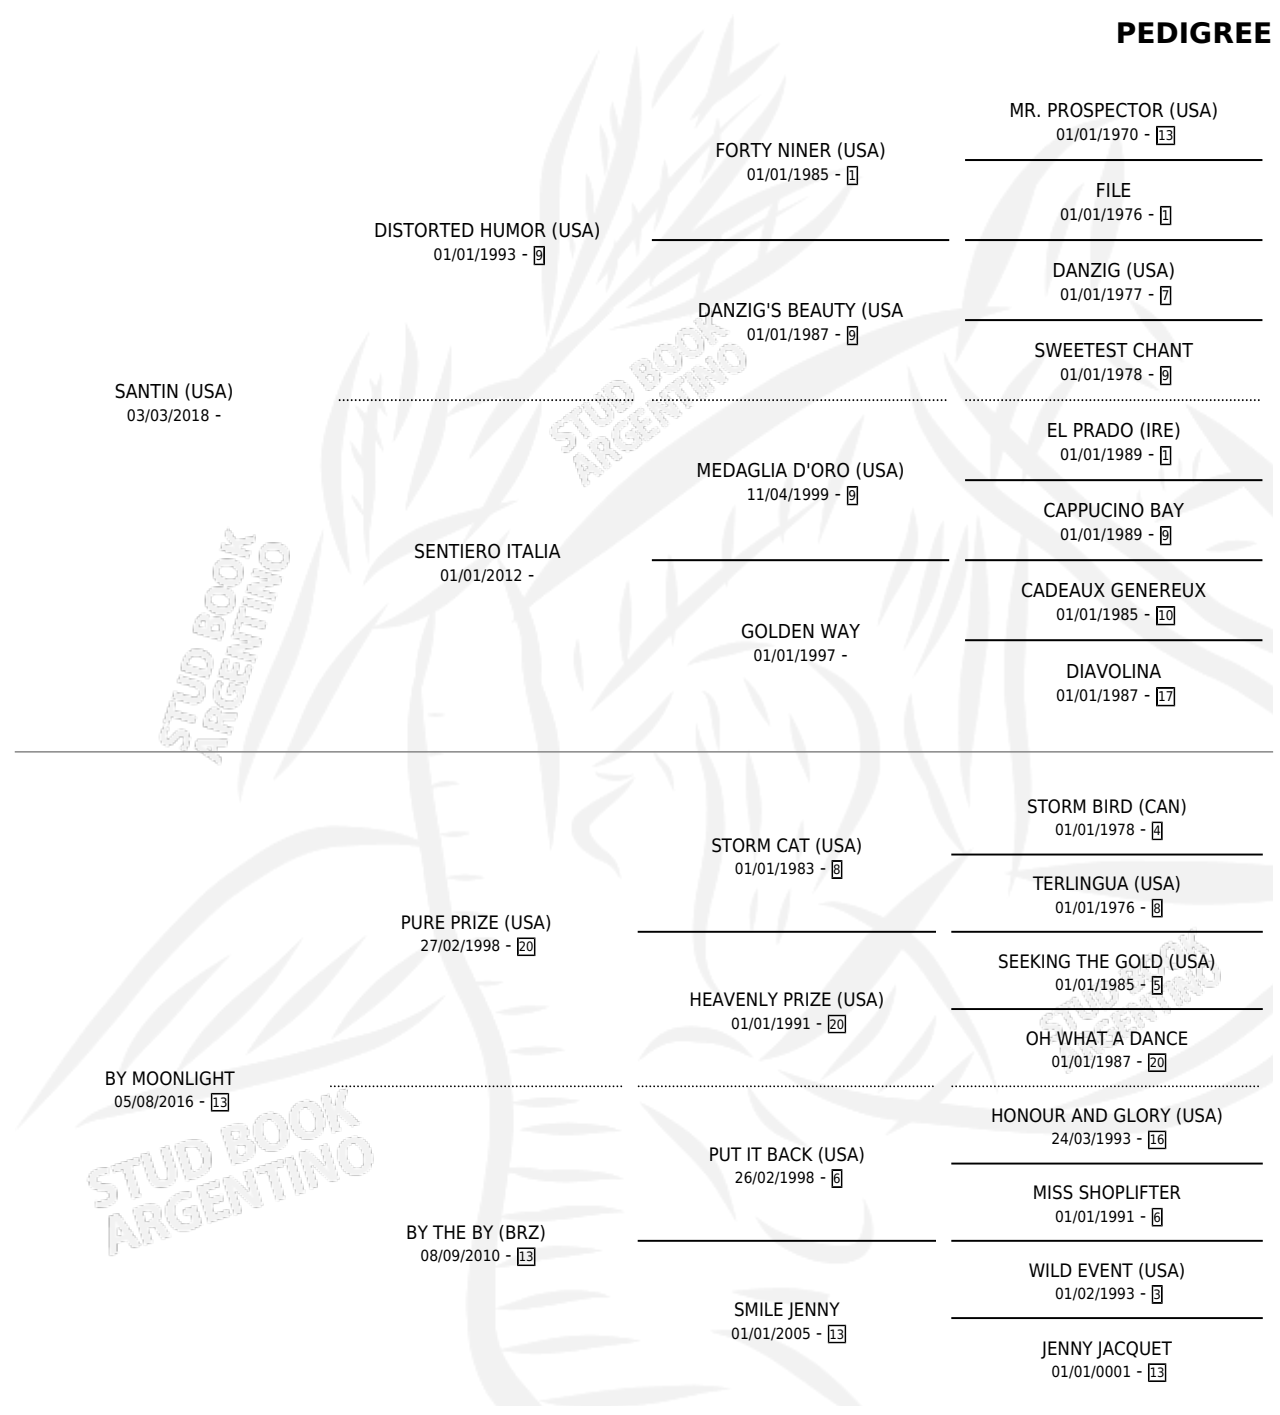 PEDIGREE
MR. PROSPECTOR (USA)
01/01/1970 - 13
FORTY NINER (USA)
01/01/1985 - 1
FILE
01/01/1976 - 1
DISTORTED HUMOR (USA)
01/01/1993 - 9
DANZIG (USA)
01/01/1977 - 7
DANZIG'S BEAUTY (USA
01/01/1987 - 9
SWEETEST CHANT
01/01/1978 - 9
SANTIN (USA)
03/03/2018 -
EL PRADO (IRE)
01/01/1989 - 1
MEDAGLIA D'ORO (USA)
11/04/1999 - 9
CAPPUCINO BAY
01/01/1989 - 9
SENTIERO ITALIA
01/01/2012 -
CADEAUX GENEREUX
01/01/1985 - 10
GOLDEN WAY
01/01/1997 -
DIAVOLINA
01/01/1987 - 17
STORM BIRD (CAN)
01/01/1978 - 4
STORM CAT (USA)
01/01/1983 - 8
TERLINGUA (USA)
01/01/1976 - 8
PURE PRIZE (USA)
27/02/1998 - 20
SEEKING THE GOLD (USA)
01/01/1985 - 5
HEAVENLY PRIZE (USA)
01/01/1991 - 20
OH WHAT A DANCE
01/01/1987 - 20
BY MOONLIGHT
05/08/2016 - 13
HONOUR AND GLORY (USA)
24/03/1993 - 16
PUT IT BACK (USA)
26/02/1998 - 6
MISS SHOPLIFTER
01/01/1991 - 6
BY THE BY (BRZ)
08/09/2010 - 13
WILD EVENT (USA)
01/02/1993 - 3
SMILE JENNY
01/01/2005 - 13
JENNY JACQUET
01/01/0001 - 13
STUD BOOK
ARGENTINO
STUD BOOK
ARGENTINO
STUD BOOK
ARGENTINO
STUD BOOK
ARGENTINO